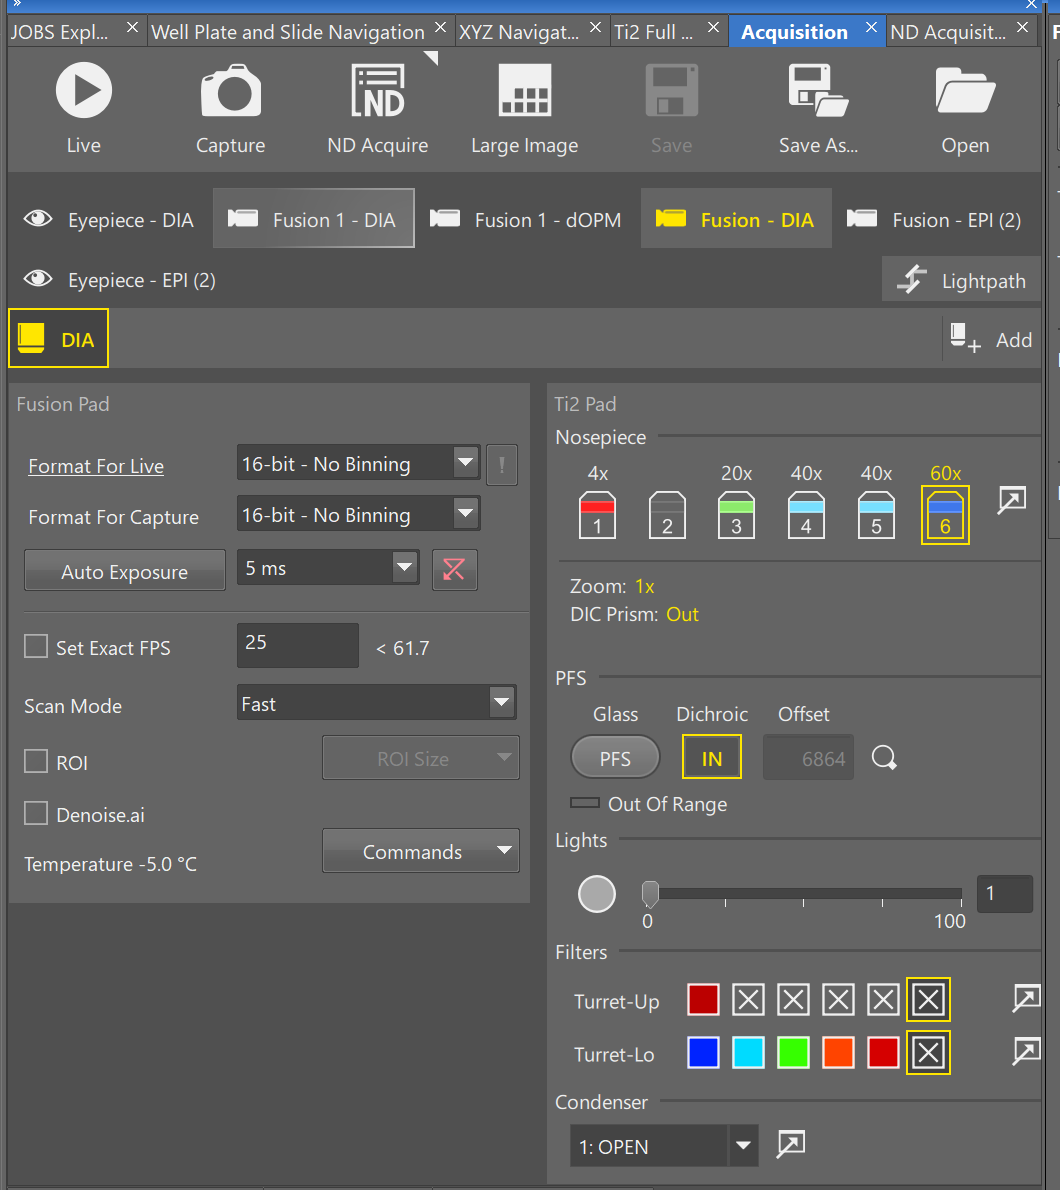 JOBS Expl... Well Plate and Slide Navigation XYZ Navigat... Ti2 Full ... Acquisition ND Acquisit...
ND
Live Capture ND Acquire Large Image Save Save As... Open
Eyepiece - DIA Fusion 1 - DIA Fusion 1 - dOPM Fusion - DIA Fusion - EPI (2)
Eyepiece - EPI (2) Lightpath
DIA Add
Fusion Pad
Format For Live 16-bit - No Binning !
Format For Capture 16-bit - No Binning
Auto Exposure 5 ms
Set Exact FPS 25 < 61.7
Scan Mode Fast
ROI ROI Size
Denoise.ai
Temperature -5.0 °C Commands
Ti2 Pad
Nosepiece
4x 20x 40x 40x 60x
1 2 3 4 5 6
Zoom: 1x
DIC Prism: Out
PFS
Glass Dichroic Offset
PFS IN 6864
Out Of Range
Lights
1
0 100
Filters
Turret-Up
Turret-Lo
Condenser
1: OPEN